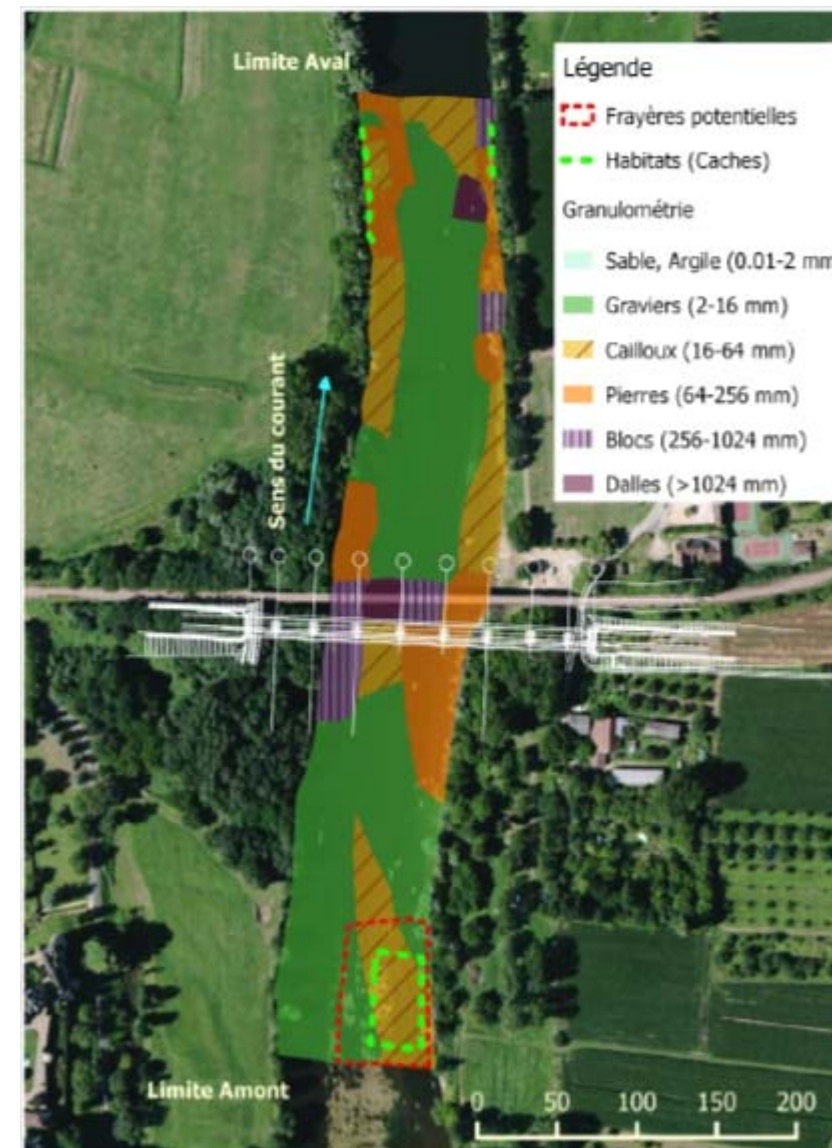 Limite Aval
Légende
Frayères potentielles
Habitats (Caches)
Granulométrie
Sable, Argile (0.01-2 mm
Graviers (2-16 mm)
Cailloux (16-64 mm)
Pierres (64-256 mm)
Blocs (256-1024 mm)
Dalles (>1024 mm)
Sens du courant
Limite Amont
0 50 100 150 200